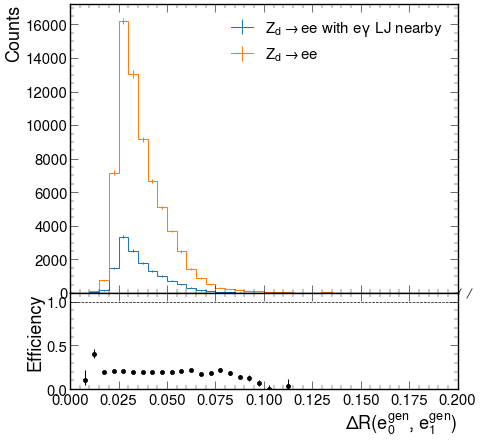 Counts
16000
14000
12000
10000
8000
6000
4000
2000
0
Z_d→ee with eγ LJ nearby
Z_d→ee
Efficiency
1.0
0.5
0.0
0.000 0.025 0.050 0.075 0.100 0.125 0.150 0.175 0.200
ΔR(e_0^gen, e_1^gen)